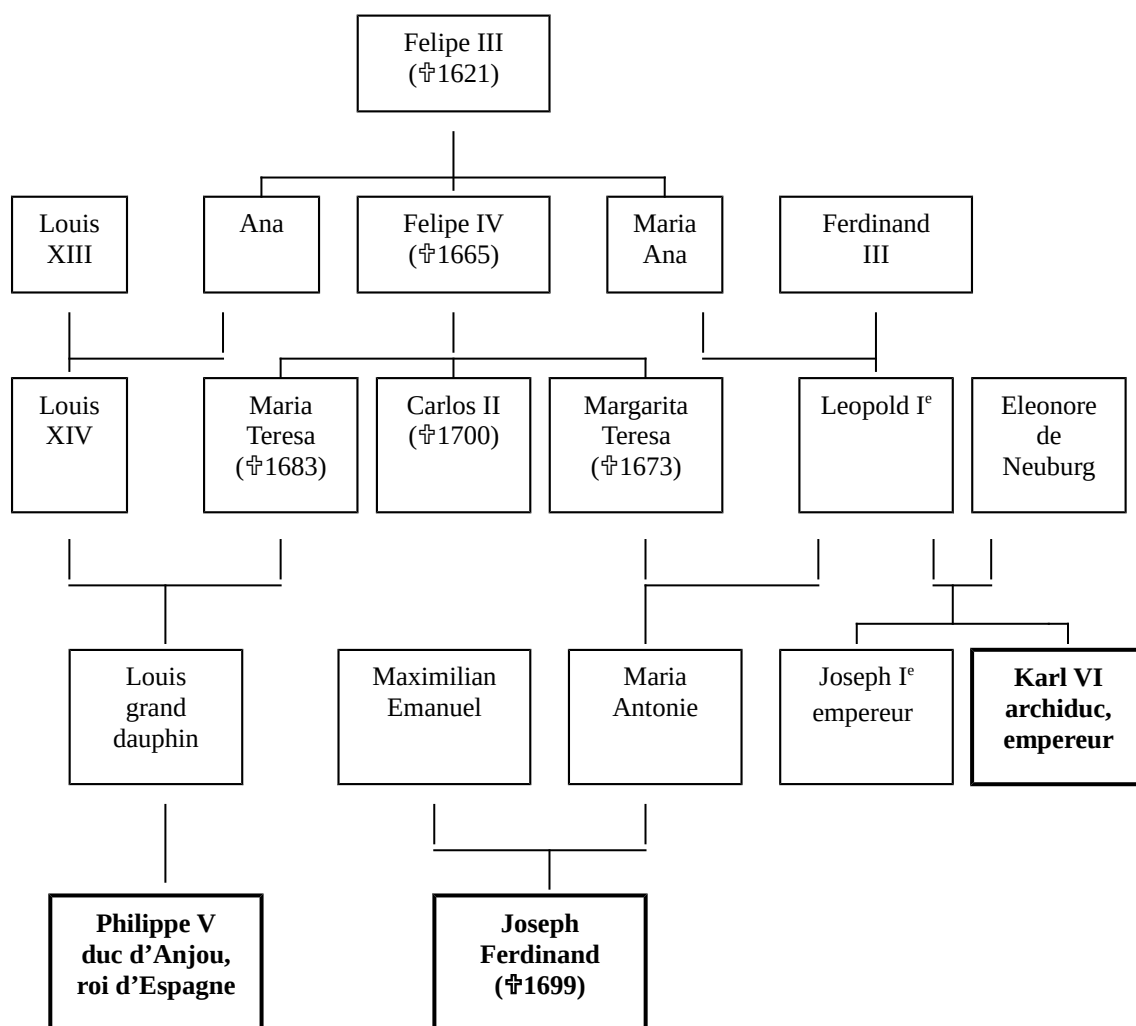 Felipe III
(✞1621)
Louis
XIII
Ana
Felipe IV
(✞1665)
Maria
Ana
Ferdinand
III
Louis
XIV
Maria
Teresa
(✞1683)
Carlos II
(✞1700)
Margarita
Teresa
(✞1673)
Leopold Iᵉ
Eleonore
de
Neuburg
Louis
grand
dauphin
Maximilian
Emanuel
Maria
Antonie
Joseph Iᵉ
empereur
Karl VI
archiduc,
empereur
Philippe V
duc d’Anjou,
roi d’Espagne
Joseph
Ferdinand
(✞1699)